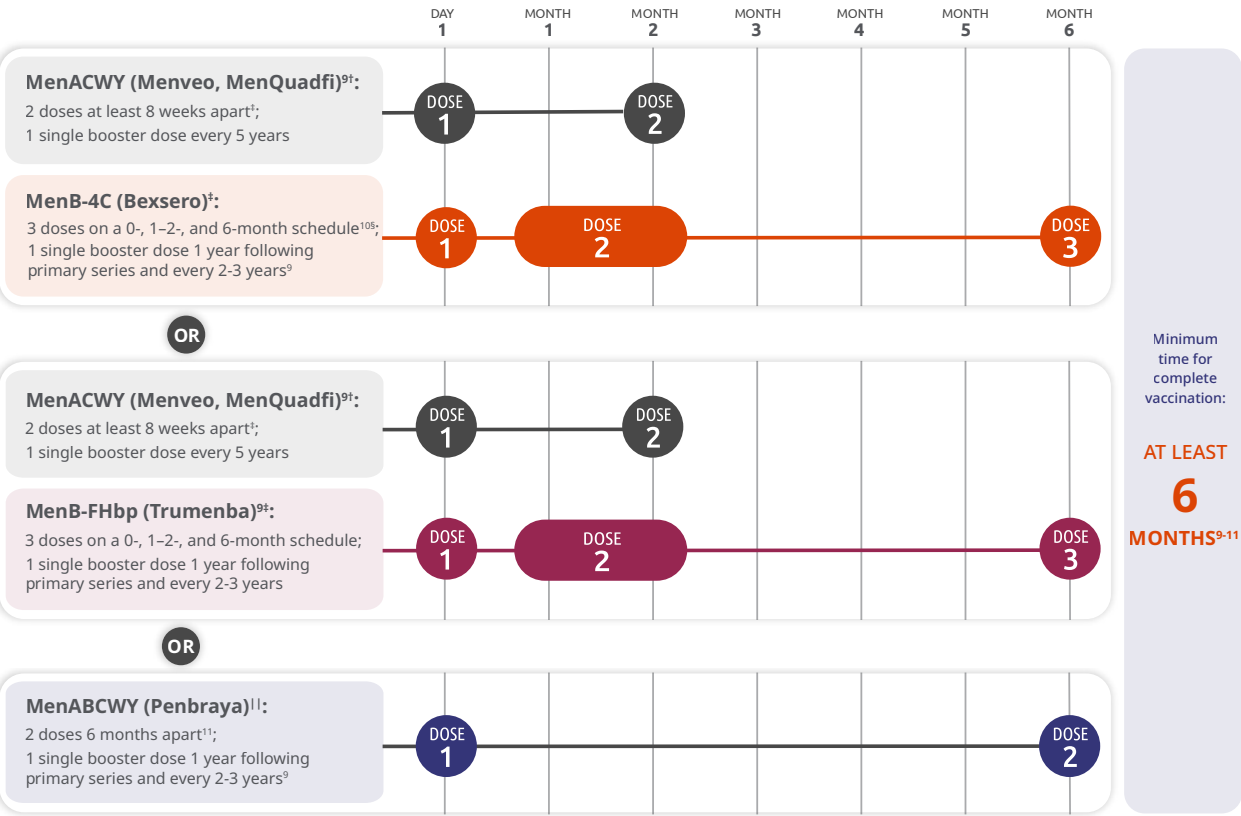 DAY MONTH MONTH MONTH MONTH MONTH MONTH
1 1 2 3 4 5 6
MenACWY (Menveo, MenQuadfi)⁹†:
2 doses at least 8 weeks apart‡;
1 single booster dose every 5 years
DOSE
1
DOSE
2
MenB-4C (Bexsero)‡:
3 doses on a 0-, 1–2-, and 6-month schedule¹⁰§;
1 single booster dose 1 year following
primary series and every 2-3 years⁹
DOSE
1
DOSE
2
DOSE
3
OR
MenACWY (Menveo, MenQuadfi)⁹†:
2 doses at least 8 weeks apart‡;
1 single booster dose every 5 years
DOSE
1
DOSE
2
MenB-FHbp (Trumenba)⁹‡:
3 doses on a 0-, 1–2-, and 6-month schedule;
1 single booster dose 1 year following
primary series and every 2-3 years
DOSE
1
DOSE
2
DOSE
3
OR
MenABCWY (Penbraya)||:
2 doses 6 months apart¹¹;
1 single booster dose 1 year following
primary series and every 2-3 years⁹
DOSE
1
DOSE
2
Minimum
time for
complete
vaccination:
AT LEAST
6
MONTHS⁹⁻¹¹